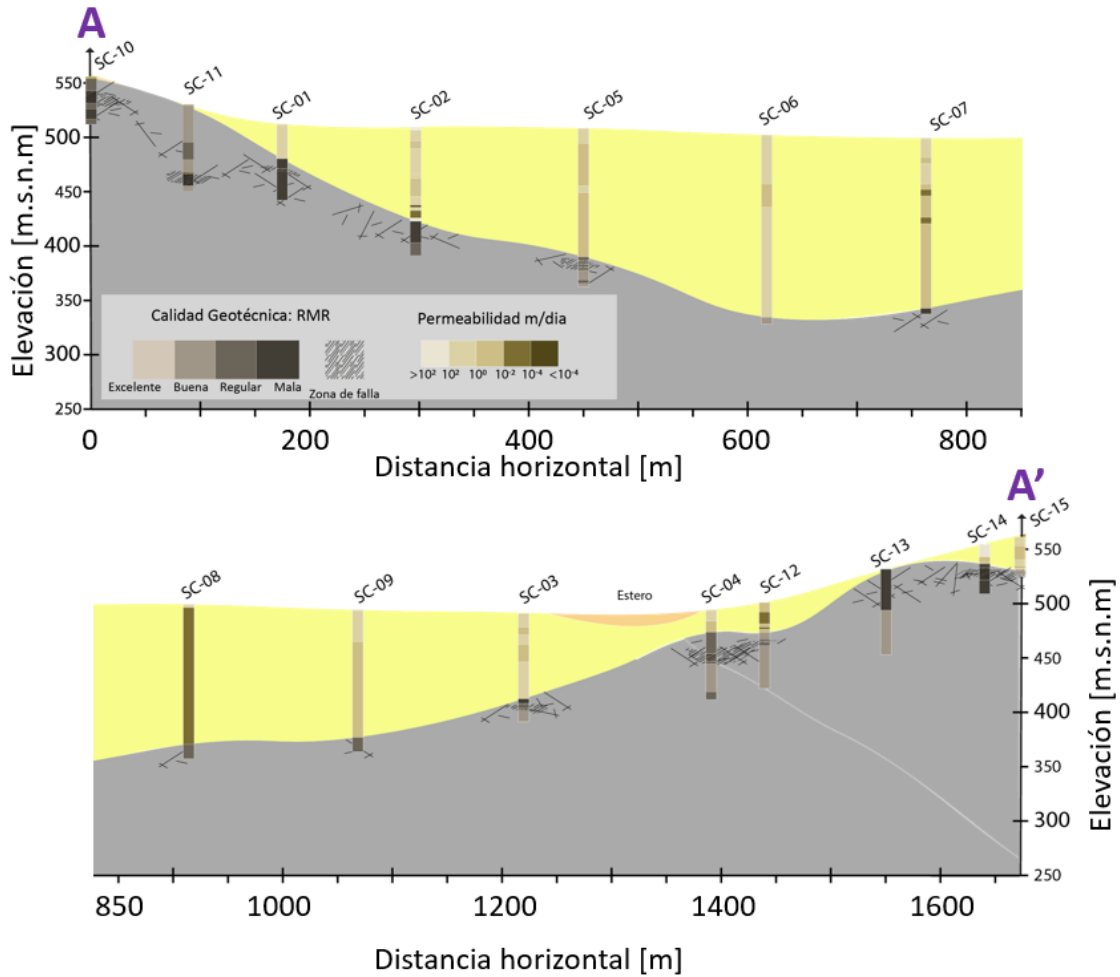 A
SC-10
SC-11
SC-01
SC-02
SC-05
SC-06
SC-07
Elevación [m.s.n.m]
550
500
450
400
350
300
250
Calidad Geotécnica: RMR
Excelente Buena Regular Mala
Zona de falla
Permeabilidad m/dia
>10² 10² 10⁰ 10⁻² 10⁻⁴ <10⁻⁴
0 200 400 600 800
Distancia horizontal [m]
A'
SC-08
SC-09
SC-03
Estero
SC-04
SC-12
SC-13
SC-14
SC-15
550
500
450
400
350
300
250
Elevación [m.s.n.m]
850 1000 1200 1400 1600
Distancia horizontal [m]